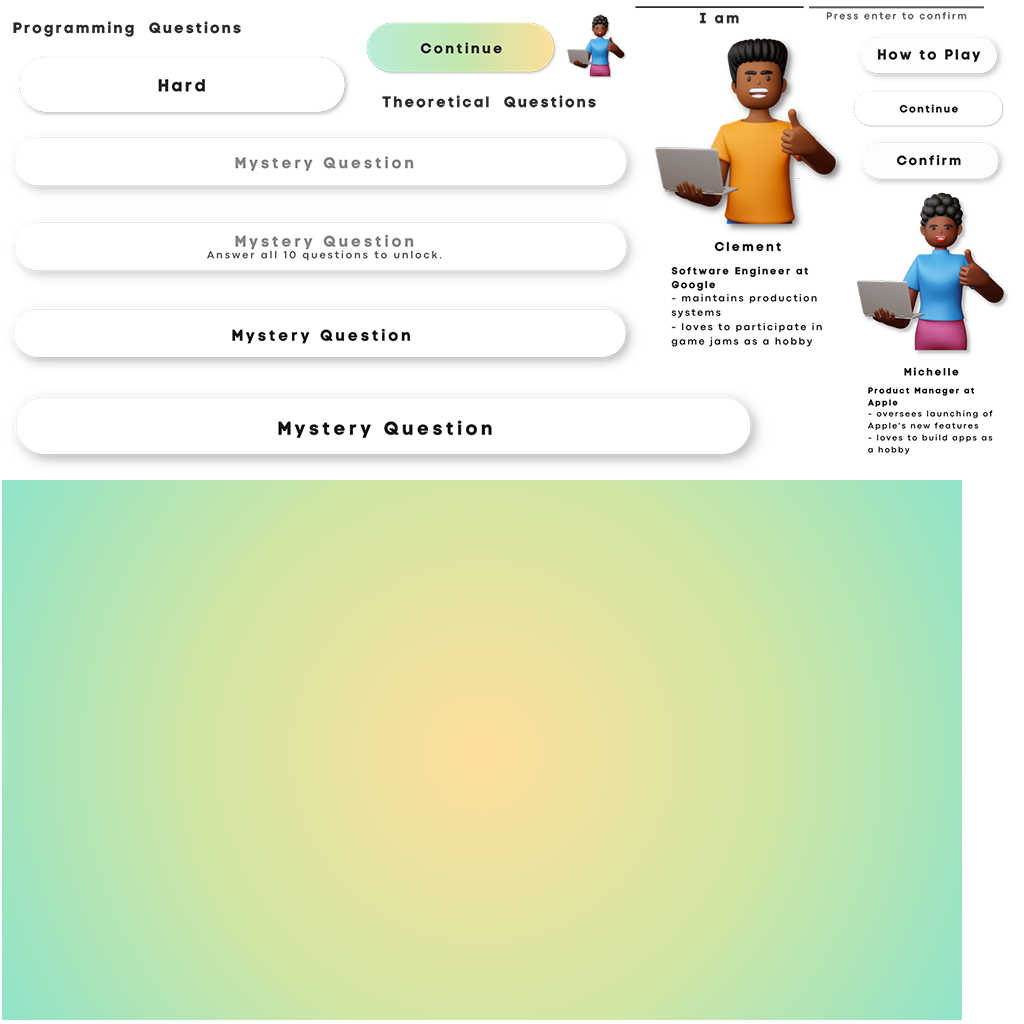 Programming Questions
Hard
Continue
Theoretical Questions
Mystery Question
Mystery Question
Answer all 10 questions to unlock.
Mystery Question
Mystery Question
I am
Clement
Software Engineer at
Google
- maintains production
systems
- loves to participate in
game jams as a hobby
Press enter to confirm
How to Play
Continue
Confirm
Michelle
Product Manager at
Apple
- oversees launching of
Apple's new features
- loves to build apps as
a hobby